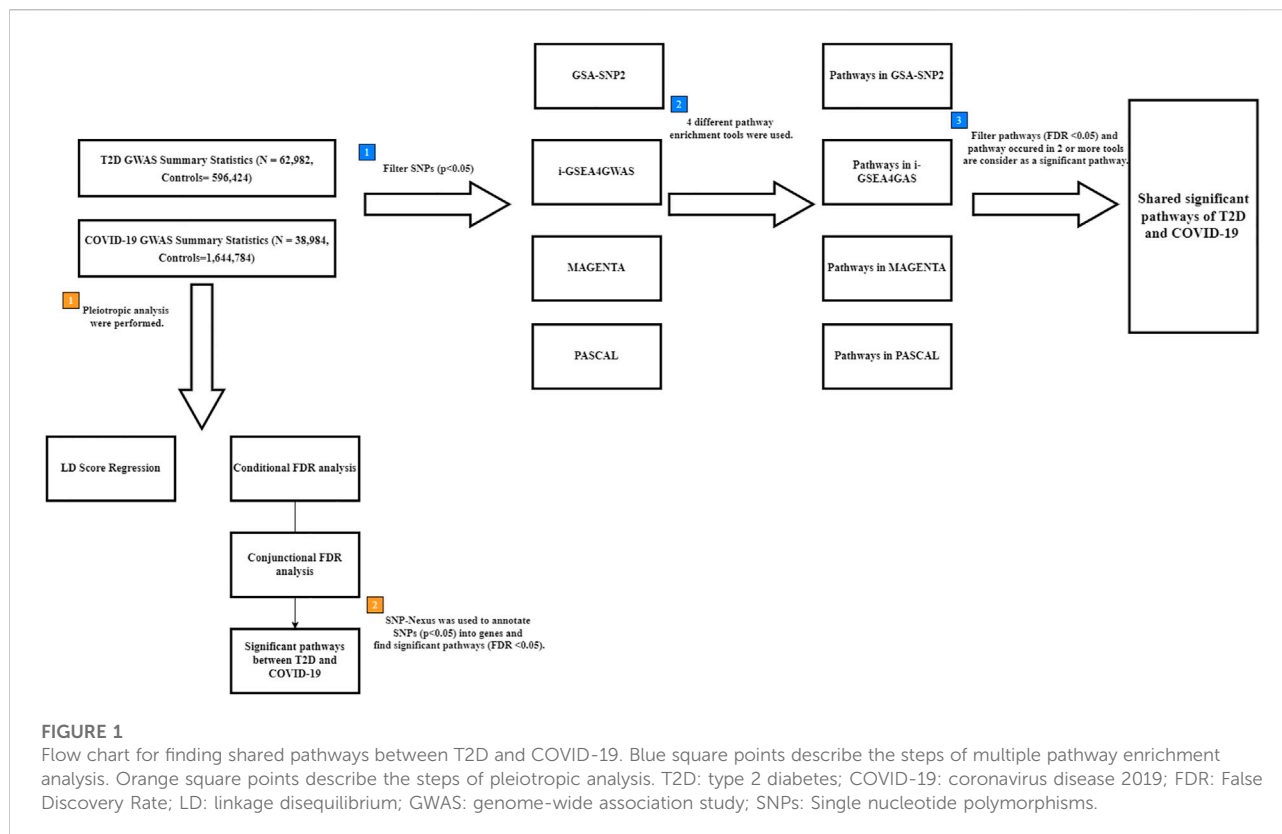 T2D GWAS Summary Statistics (N = 62,982,
Controls= 596,424)
COVID-19 GWAS Summary Statistics (N = 38,984,
Controls=1,644,784)
1
Filter SNPs (p<0.05)
GSA-SNP2
i-GSEA4GWAS
MAGENTA
PASCAL
2
4 different pathway
enrichment tools were used.
Pathways in GSA-SNP2
Pathways in i-
GSEA4GAS
Pathways in MAGENTA
Pathways in PASCAL
3
Filter pathways (FDR <0.05) and
pathway occured in 2 or more tools
are consider as a significant pathway.
Shared significant
pathways of T2D
and COVID-19
1
Pleiotropic analysis
were performed.
LD Score Regression
Conditional FDR analysis
Conjunctional FDR
analysis
2
SNP-Nexus was used to annotate
SNPs (p<0.05) into genes and
find significant pathways (FDR <0.05).
Significant pathways
between T2D and
COVID-19
FIGURE 1
Flow chart for finding shared pathways between T2D and COVID-19. Blue square points describe the steps of multiple pathway enrichment
analysis. Orange square points describe the steps of pleiotropic analysis. T2D: type 2 diabetes; COVID-19: coronavirus disease 2019; FDR: False
Discovery Rate; LD: linkage disequilibrium; GWAS: genome-wide association study; SNPs: Single nucleotide polymorphisms.